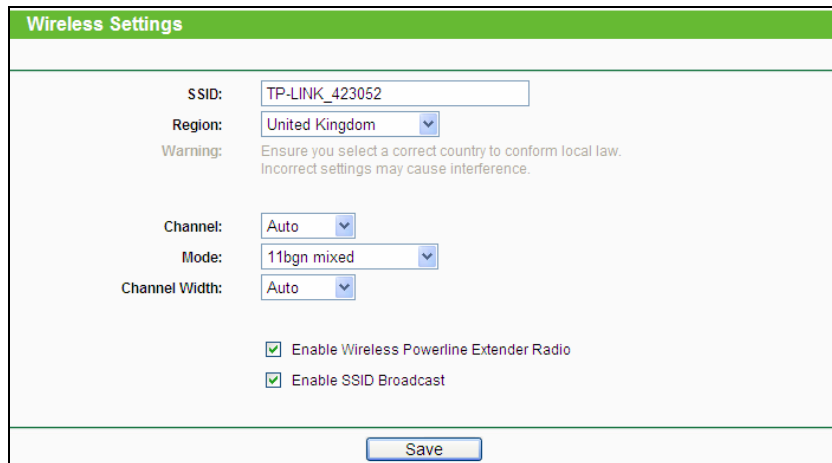 Wireless Settings
SSID: TP-LINK_423052
Region: United Kingdom
Warning: Ensure you select a correct country to conform local law.
Incorrect settings may cause interference.
Channel: Auto
Mode: 11bgn mixed
Channel Width: Auto
Enable Wireless Powerline Extender Radio
Enable SSID Broadcast
Save